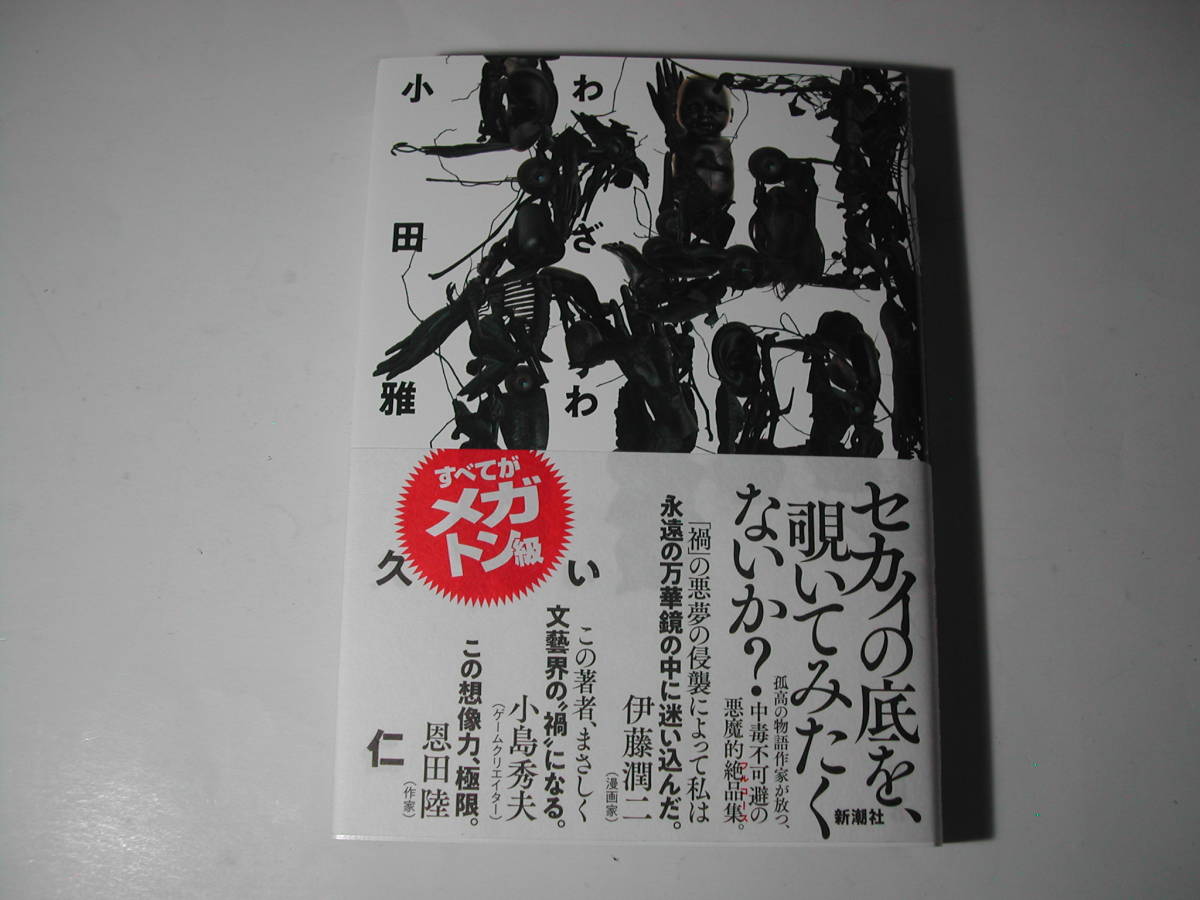 禍
わざわい
小田雅久仁
セカイの底を、
覗いてみたく
ないか?
孤高の物語作家が放つ、
中毒不可避の
悪魔的絶品集。
フルコース
新潮社
「禍」の悪夢の侵襲によって私は
永遠の万華鏡の中に迷い込んだ。
伊藤潤二
(漫画家)
この著者、まさしく
文藝界の〝禍〟になる。
小島秀夫
(ゲームクリエイター)
この想像力、極限。
恩田陸
(作家)
すべてが
メガ
トン級